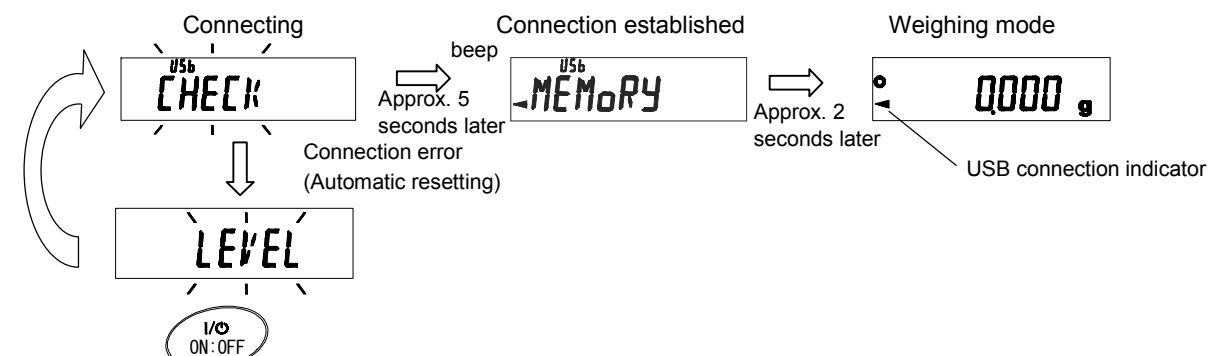 Connecting
Connection established
Weighing mode
beep
USb
CHECK
Approx. 5
seconds later
USb
MEMoRY
Approx. 2
seconds later
0.000 g
USB connection indicator
Connection error
(Automatic resetting)
LEVEL
I/⏻
ON:OFF